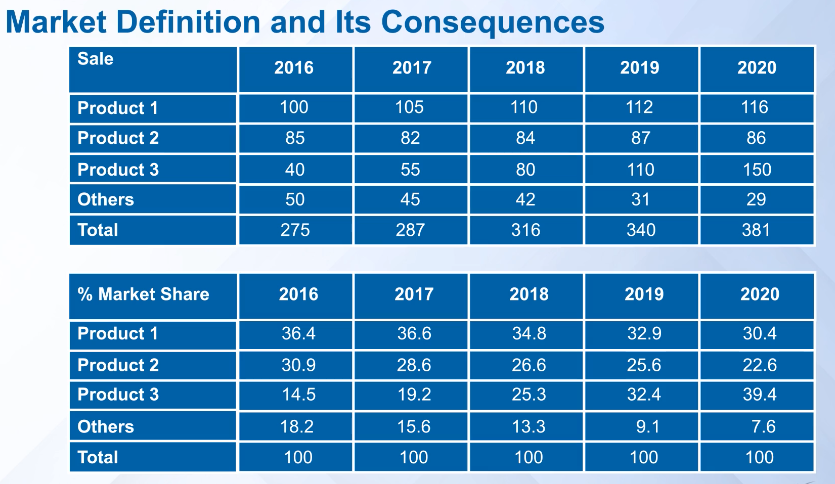 Market Definition and Its Consequences
Sale 2016 2017 2018 2019 2020
Product 1 100 105 110 112 116
Product 2 85 82 84 87 86
Product 3 40 55 80 110 150
Others 50 45 42 31 29
Total 275 287 316 340 381
% Market Share 2016 2017 2018 2019 2020
Product 1 36.4 36.6 34.8 32.9 30.4
Product 2 30.9 28.6 26.6 25.6 22.6
Product 3 14.5 19.2 25.3 32.4 39.4
Others 18.2 15.6 13.3 9.1 7.6
Total 100 100 100 100 100